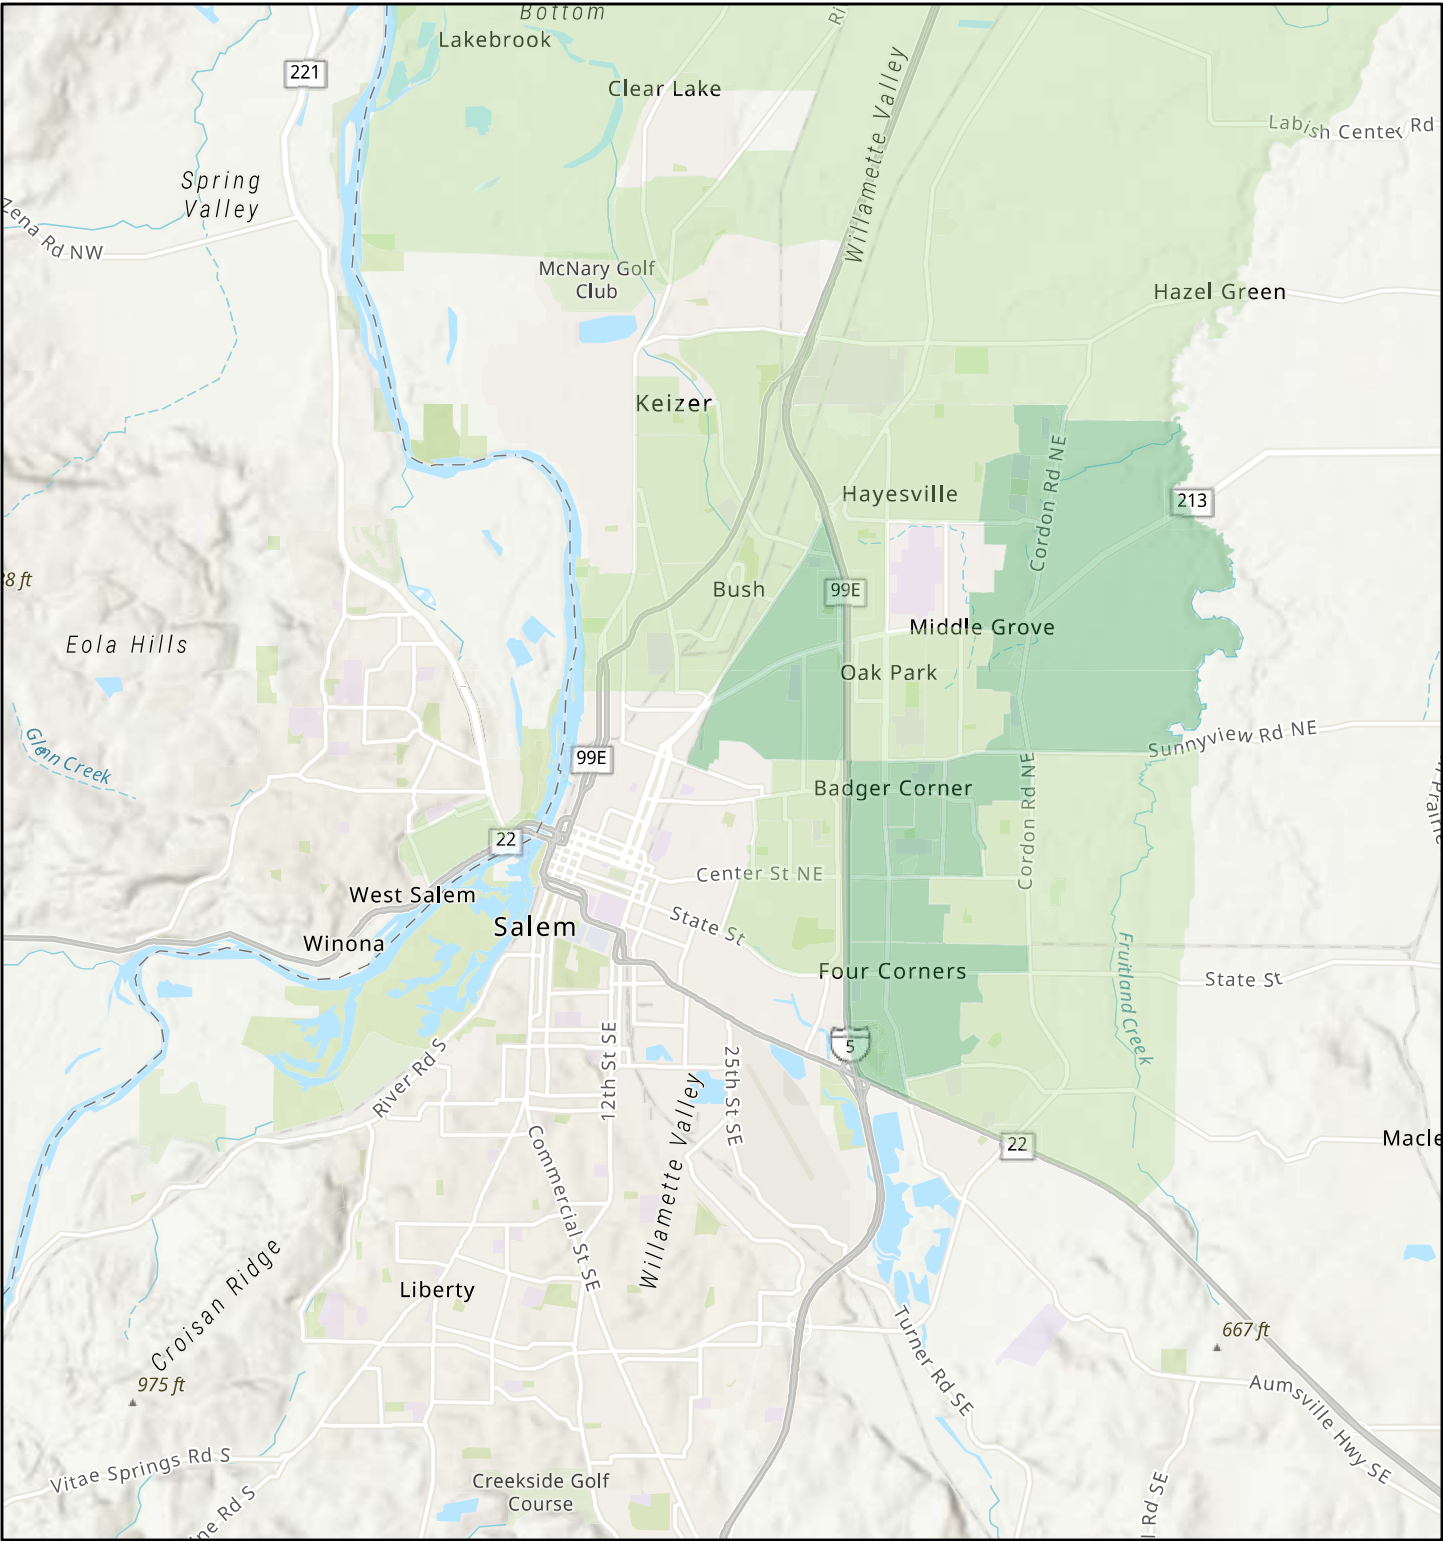 Bottom
Lakebrook
221
Clear Lake
Willamette Valley
Labish Center Rd
Spring
Valley
Zena Rd NW
McNary Golf
Club
Hazel Green
Keizer
Cordon Rd NE
Hayesville
213
Bush
99E
Middle Grove
Eola Hills
Oak Park
Glenn Creek
Sunnyview Rd NE
99E
Badger Corner
Cordon Rd NE
22
Center St NE
West Salem
Salem
State St
Winona
Four Corners
State St
Fruitland Creek
5
River Rd S
12th St SE
25th St SE
Willamette Valley
22
Commercial St SE
Croisan Ridge
Liberty
Turner Rd SE
667 ft
975 ft
Aumsville Hwy SE
Vitae Springs Rd S
Creekside Golf
Course
Rd S
Rd SE